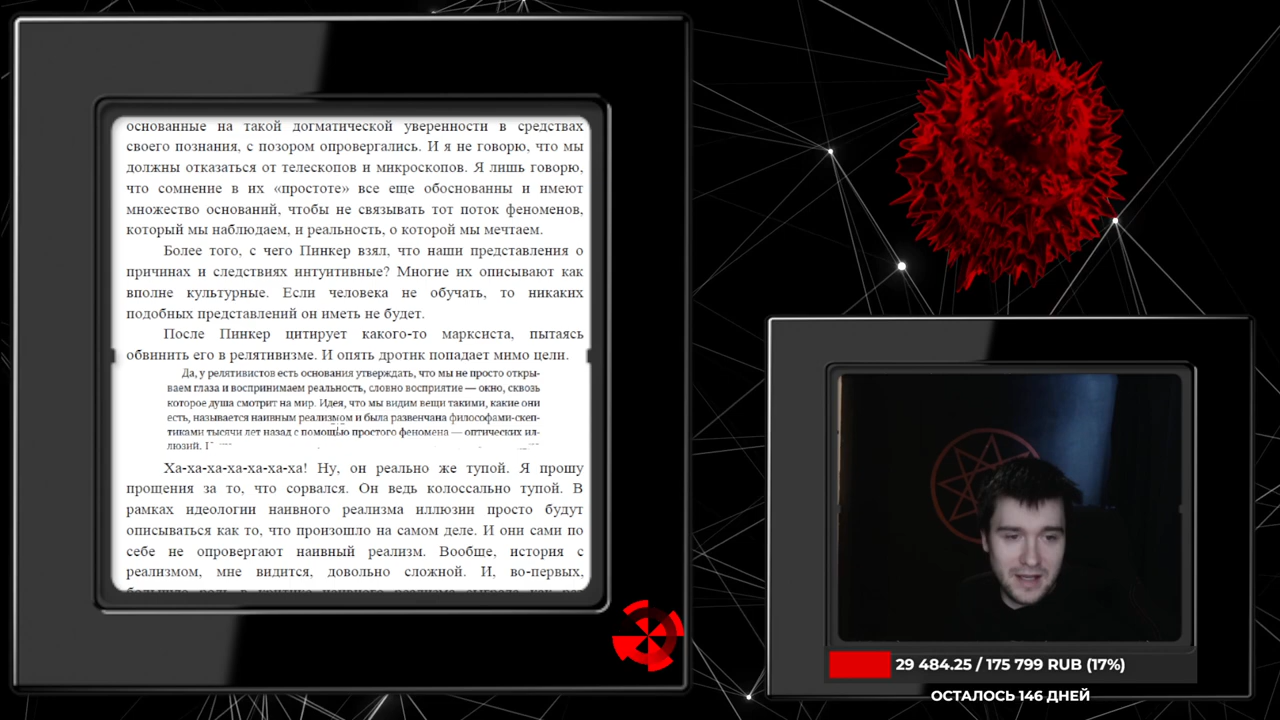 основанные на такой догматической уверенности в средствах
своего познания, с позором опровергались. И я не говорю, что мы
должны отказаться от телескопов и микроскопов. Я лишь говорю,
что сомнение в их «простоте» все еще обоснованны и имеют
множество оснований, чтобы не связывать тот поток феноменов,
который мы наблюдаем, и реальность, о которой мы мечтаем.
Более того, с чего Пинкер взял, что наши представления о
причинах и следствиях интуитивные? Многие их описывают как
вполне культурные. Если человека не обучать, то никаких
подобных представлений он иметь не будет.
После Пинкер цитирует какого-то марксиста, пытаясь
обвинить его в релятивизме. И опять дротик попадает мимо цели.
Да, у релятивистов есть основания утверждать, что мы не просто откры-
ваем глаза и воспринимаем реальность, словно восприятие — окно, сквозь
которое душа смотрит на мир. Идея, что мы видим вещи такими, какие они
есть, называется наивным реализмом и была развенчана философами-скеп-
тиками тысячи лет назад с помощью простого феномена — оптических ил-
люзий.
Ха-ха-ха-ха-ха-ха-ха! Ну, он реально же тупой. Я прошу
прощения за то, что сорвался. Он ведь колоссально тупой. В
рамках идеологии наивного реализма иллюзии просто будут
описываться как то, что произошло на самом деле. И они сами по
себе не опровергают наивный реализм. Вообще, история с
реализмом, мне видится, довольно сложной. И, во-первых,
29 484.25 / 175 799 RUB (17%)
ОСТАЛОСЬ 146 ДНЕЙ